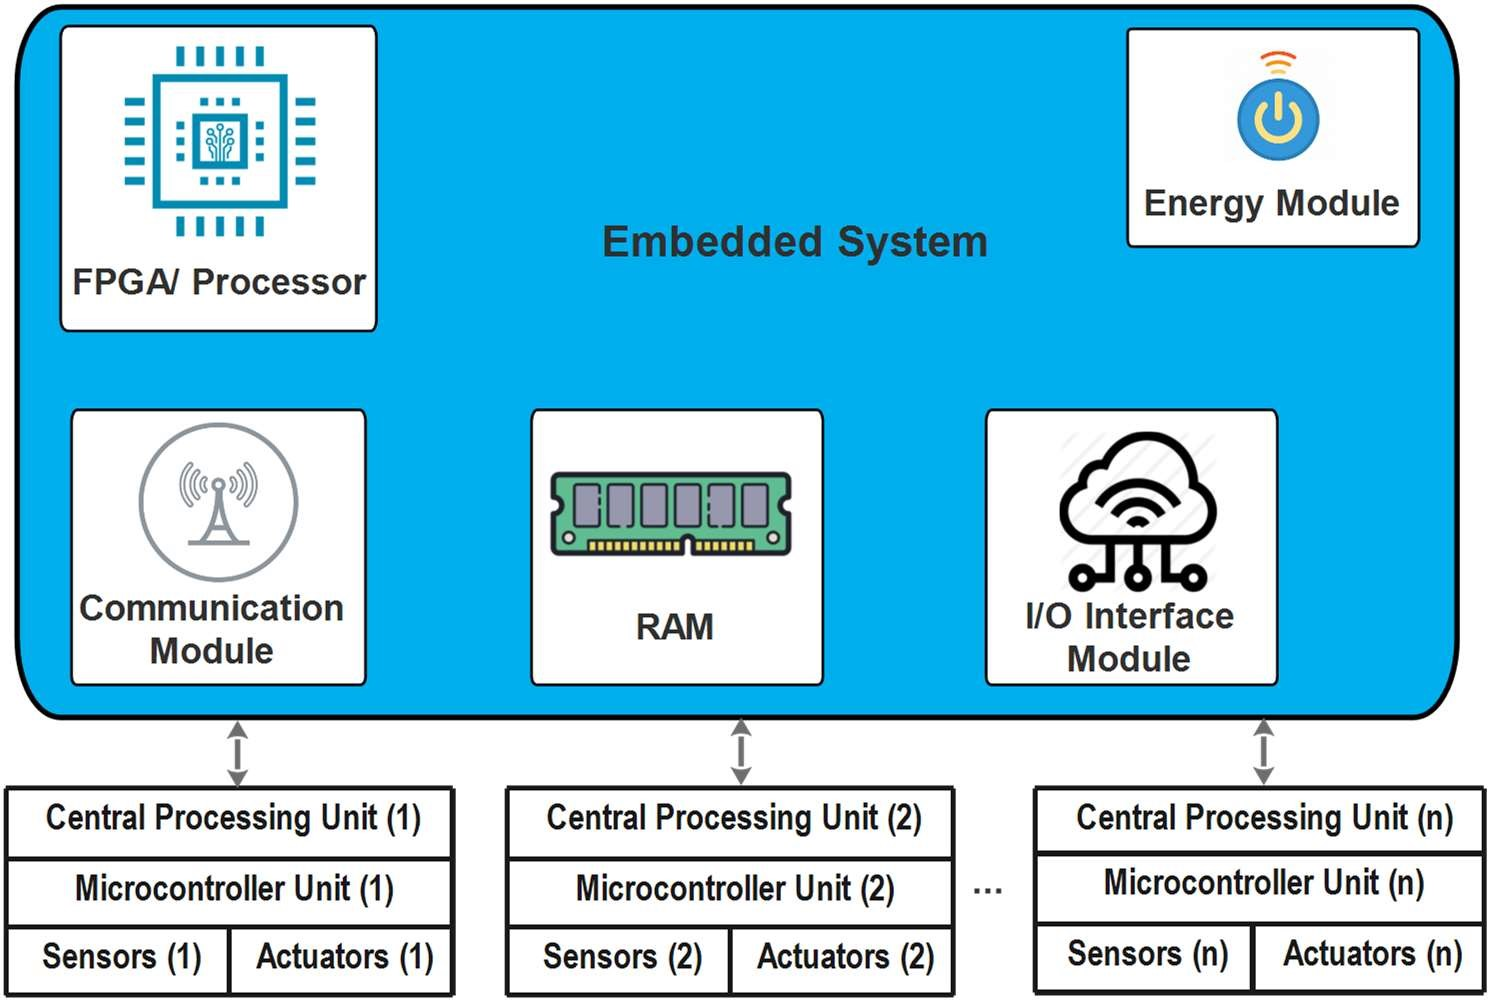 FPGA/ Processor
Energy Module
Embedded System
Communication
Module
RAM
I/O Interface
Module
Central Processing Unit (1)
Microcontroller Unit (1)
Sensors (1)
Actuators (1)
Central Processing Unit (2)
Microcontroller Unit (2)
Sensors (2)
Actuators (2)
...
Central Processing Unit (n)
Microcontroller Unit (n)
Sensors (n)
Actuators (n)